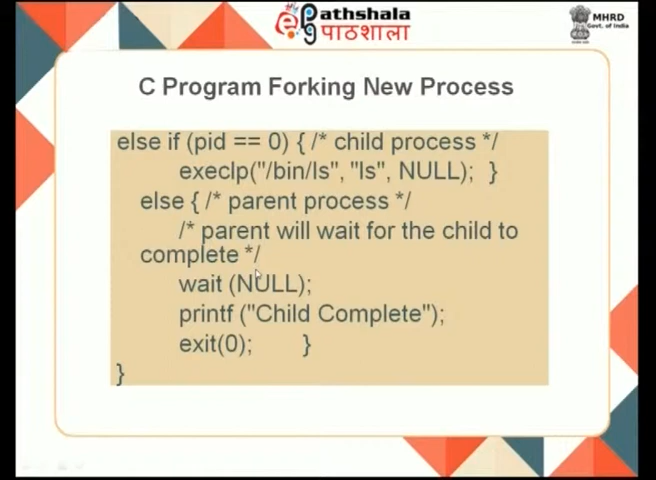 Pathshala
पाठशाला
MHRD
Govt. of India
C Program Forking New Process
else if (pid == 0) { /* child process */
execlp("/bin/ls", "ls", NULL); }
else { /* parent process */
/* parent will wait for the child to
complete */
wait (NULL);
printf ("Child Complete");
exit(0); }
}